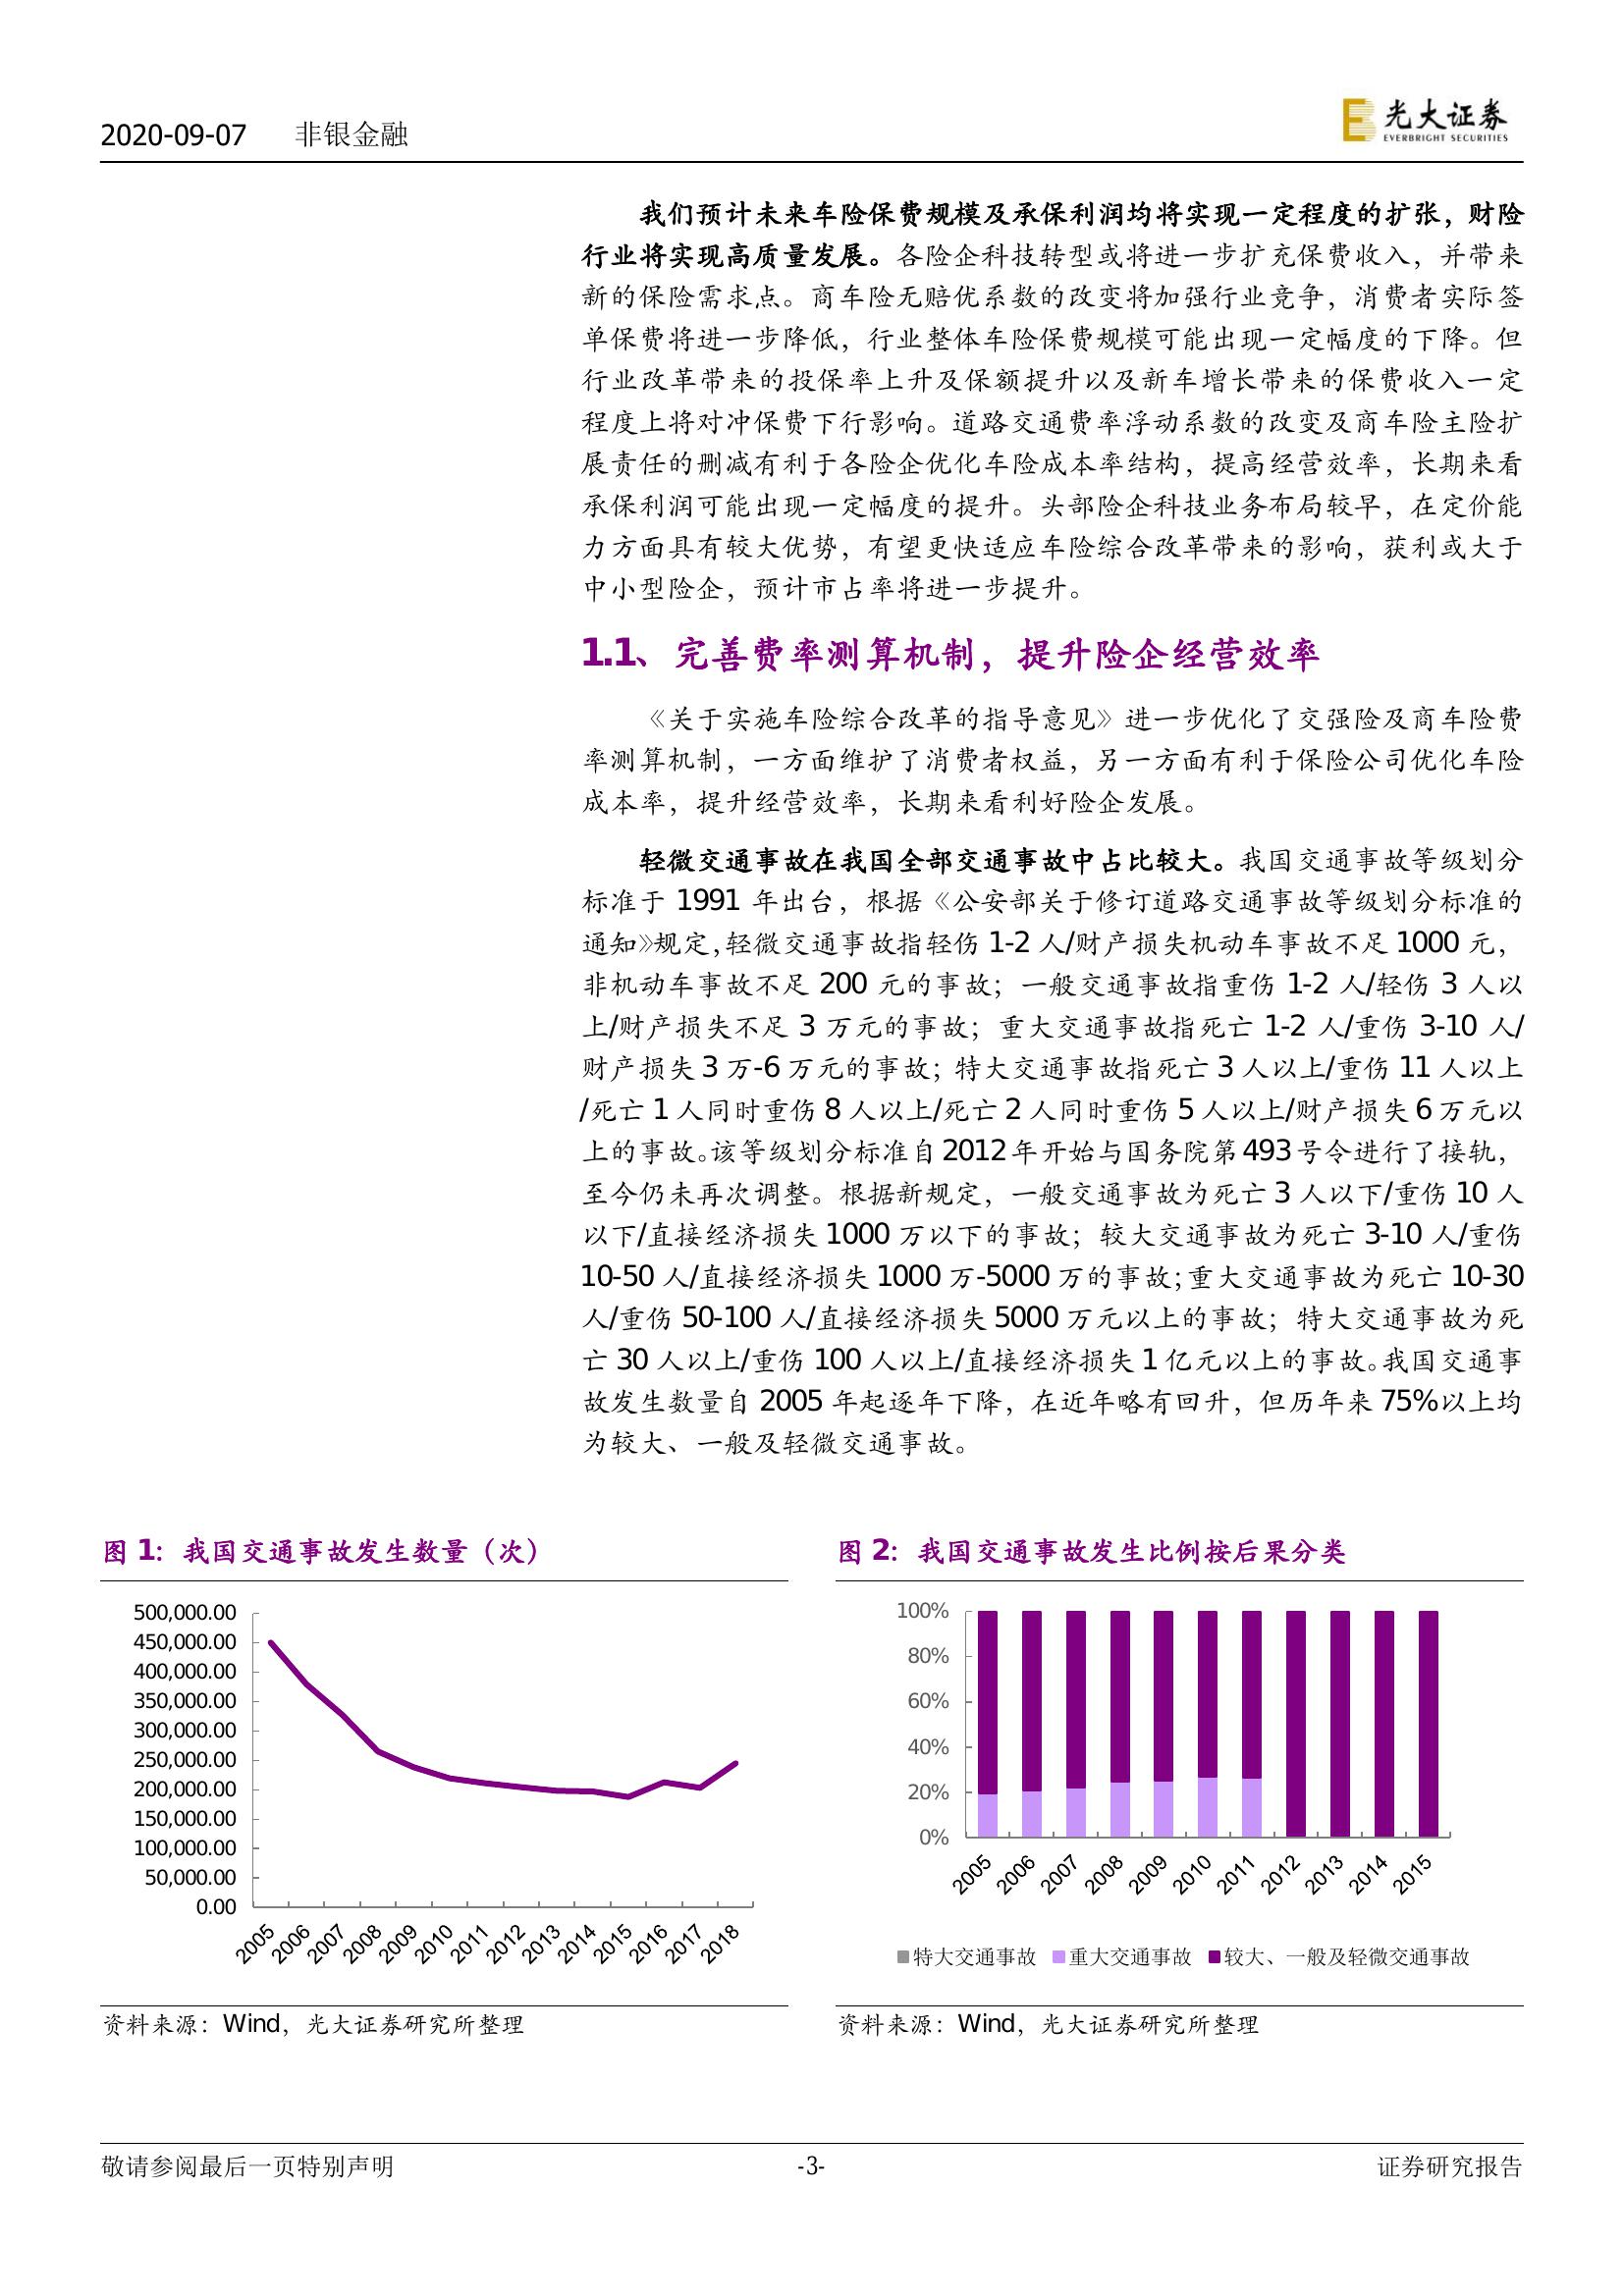 2020-09-07 非银金融
光大证券
EVERBRIGHT SECURITIES
我们预计未来车险保费规模及承保利润均将实现一定程度的扩张，财险
行业将实现高质量发展。各险企科技转型或将进一步扩充保费收入，并带来
新的保险需求点。商车险无赔优系数的改变将加强行业竞争，消费者实际签
单保费将进一步降低，行业整体车险保费规模可能出现一定幅度的下降。但
行业改革带来的投保率上升及保额提升以及新车增长带来的保费收入一定
程度上将对冲保费下行影响。道路交通费率浮动系数的改变及商车险主险扩
展责任的删减有利于各险企优化车险成本率结构，提高经营效率，长期来看
承保利润可能出现一定幅度的提升。头部险企科技业务布局较早，在定价能
力方面具有较大优势，有望更快适应车险综合改革带来的影响，获利或大于
中小型险企，预计市占率将进一步提升。
1.1、完善费率测算机制，提升险企经营效率
《关于实施车险综合改革的指导意见》进一步优化了交强险及商车险费
率测算机制，一方面维护了消费者权益，另一方面有利于保险公司优化车险
成本率，提升经营效率，长期来看利好险企发展。
轻微交通事故在我国全部交通事故中占比较大。我国交通事故等级划分
标准于 1991 年出台，根据《公安部关于修订道路交通事故等级划分标准的
通知》规定，轻微交通事故指轻伤 1-2 人/财产损失机动车事故不足 1000 元，
非机动车事故不足 200 元的事故；一般交通事故指重伤 1-2 人/轻伤 3 人以
上/财产损失不足 3 万元的事故；重大交通事故指死亡 1-2 人/重伤 3-10 人/
财产损失 3 万-6 万元的事故；特大交通事故指死亡 3 人以上/重伤 11 人以上
/死亡 1 人同时重伤 8 人以上/死亡 2 人同时重伤 5 人以上/财产损失 6 万元以
上的事故。该等级划分标准自 2012 年开始与国务院第 493 号令进行了接轨，
至今仍未再次调整。根据新规定，一般交通事故为死亡 3 人以下/重伤 10 人
以下/直接经济损失 1000 万以下的事故；较大交通事故为死亡 3-10 人/重伤
10-50 人/直接经济损失 1000 万-5000 万的事故；重大交通事故为死亡 10-30
人/重伤 50-100 人/直接经济损失 5000 万元以上的事故；特大交通事故为死
亡 30 人以上/重伤 100 人以上/直接经济损失 1 亿元以上的事故。我国交通事
故发生数量自 2005 年起逐年下降，在近年略有回升，但历年来 75%以上均
为较大、一般及轻微交通事故。
图 1：我国交通事故发生数量（次）
500,000.00
450,000.00
400,000.00
350,000.00
300,000.00
250,000.00
200,000.00
150,000.00
100,000.00
50,000.00
0.00
2005 2006 2007 2008 2009 2010 2011 2012 2013 2014 2015 2016 2017 2018
资料来源：Wind，光大证券研究所整理
图 2：我国交通事故发生比例按后果分类
100%
80%
60%
40%
20%
0%
2005 2006 2007 2008 2009 2010 2011 2012 2013 2014 2015
特大交通事故 重大交通事故 较大、一般及轻微交通事故
资料来源：Wind，光大证券研究所整理
敬请参阅最后一页特别声明 -3- 证券研究报告